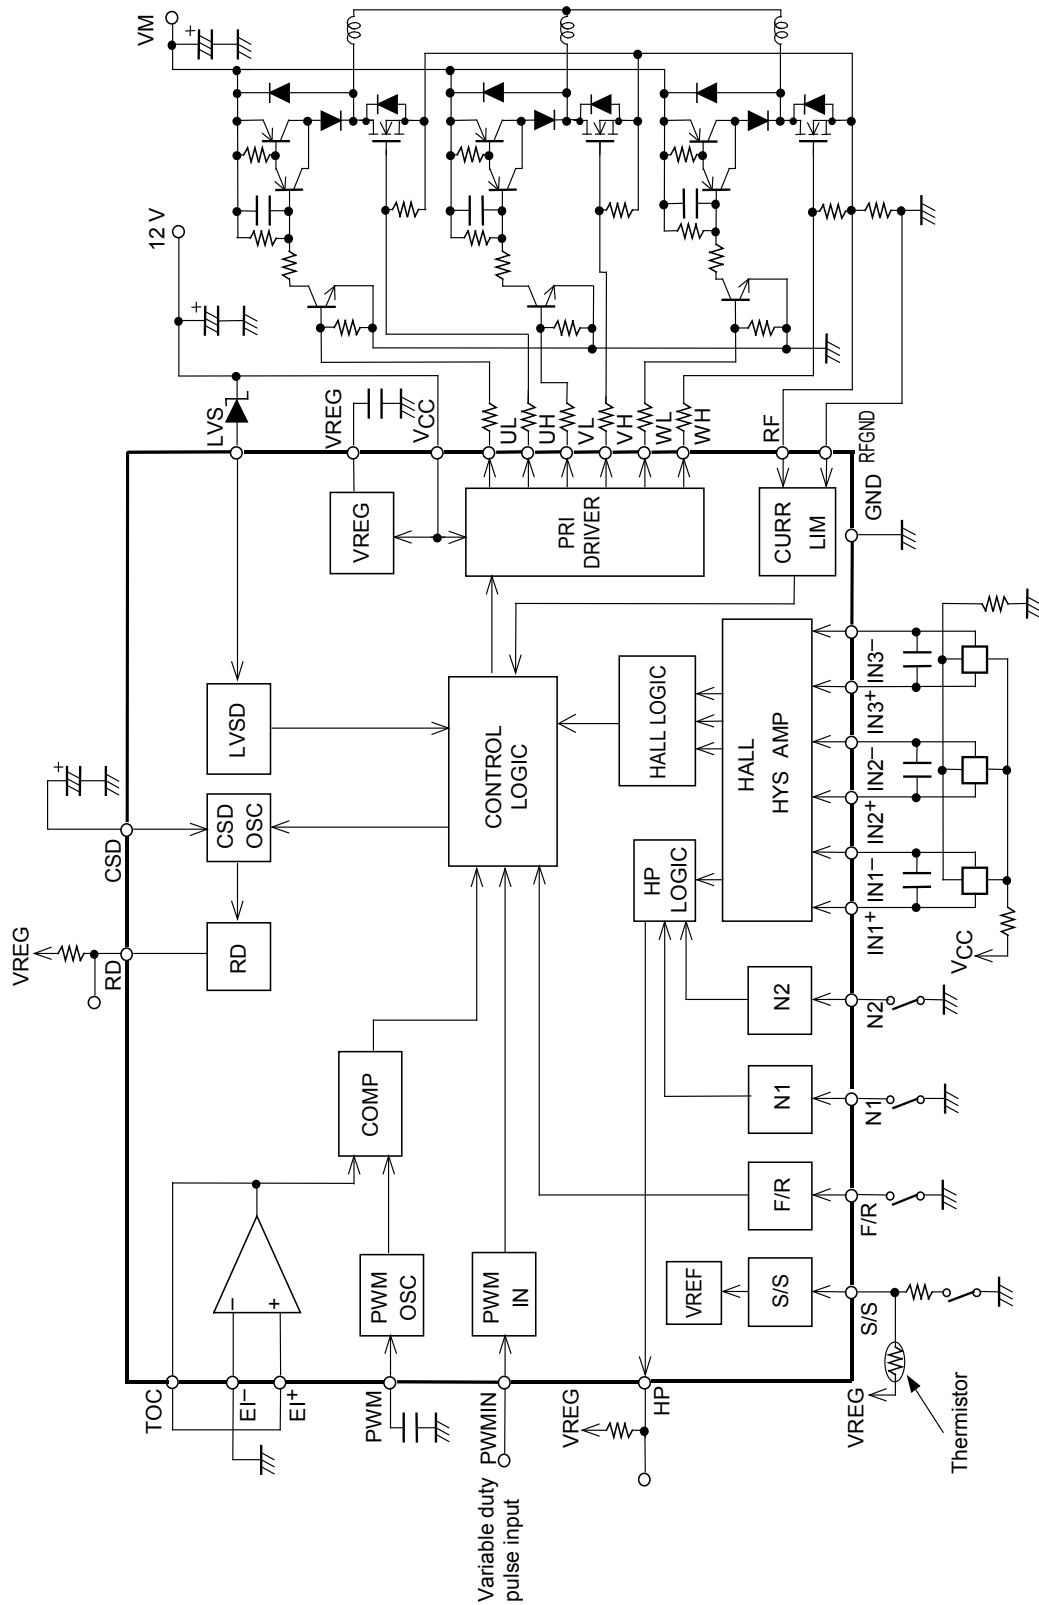 VM
12 V
LVS
VREG
VCC
UL
UH
VL
VH
WL
WH
RF
RFGND
GND
VREG
PRI
DRIVER
CURR
LIM
LVSD
CSD
OSC
RD
CONTROL
LOGIC
HALL LOGIC
HALL
HYS AMP
HP
LOGIC
IN3−
IN3+
IN2−
IN2+
IN1−
IN1+
VCC
CSD
VREG
RD
COMP
N2
N2
N1
N1
F/R
F/R
PWM
OSC
PWM
IN
VREF
S/S
S/S
−
+
TOC
EI−
EI+
PWM
PWMIN
VREG
HP
VREG
Thermistor
Variable duty
pulse input
+
+
+